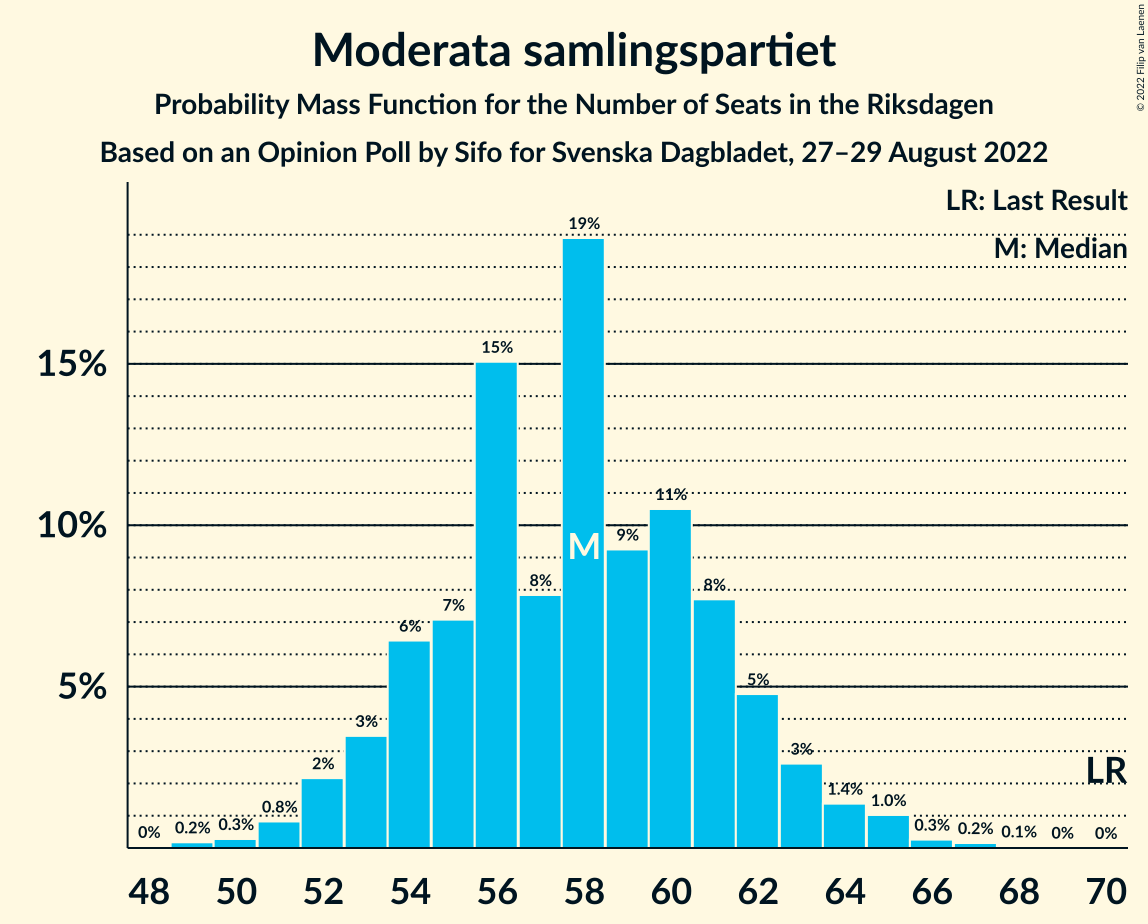 Moderata samlingspartiet
Probability Mass Function for the Number of Seats in the Riksdagen
Based on an Opinion Poll by Sifo for Svenska Dagbladet, 27–29 August 2022
© 2022 Filip van Laenen
LR: Last Result
M: Median
15%
10%
5%
0%
0.2%
0.3%
0.8%
2%
3%
6%
7%
15%
8%
19%
9%
11%
8%
5%
3%
1.4%
1.0%
0.3%
0.2%
0.1%
0%
0%
M
LR
48 50 52 54 56 58 60 62 64 66 68 70